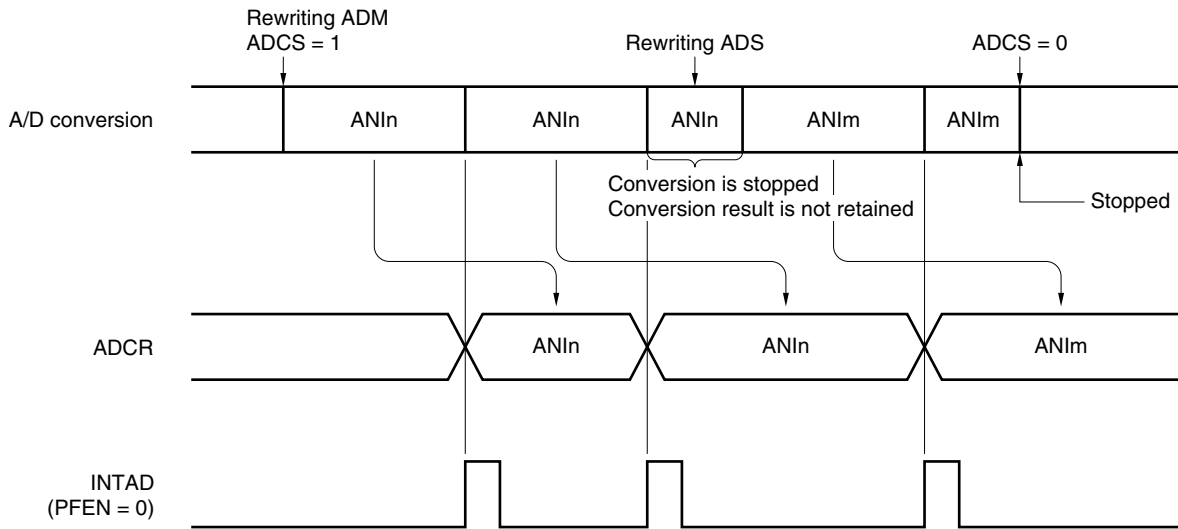 Rewriting ADM
ADCS = 1
Rewriting ADS
ADCS = 0
A/D conversion
ANIn
ANIn
ANIn
ANIm
ANIm
Conversion is stopped
Conversion result is not retained
Stopped
ADCR
ANIn
ANIn
ANIm
INTAD
(PFEN = 0)